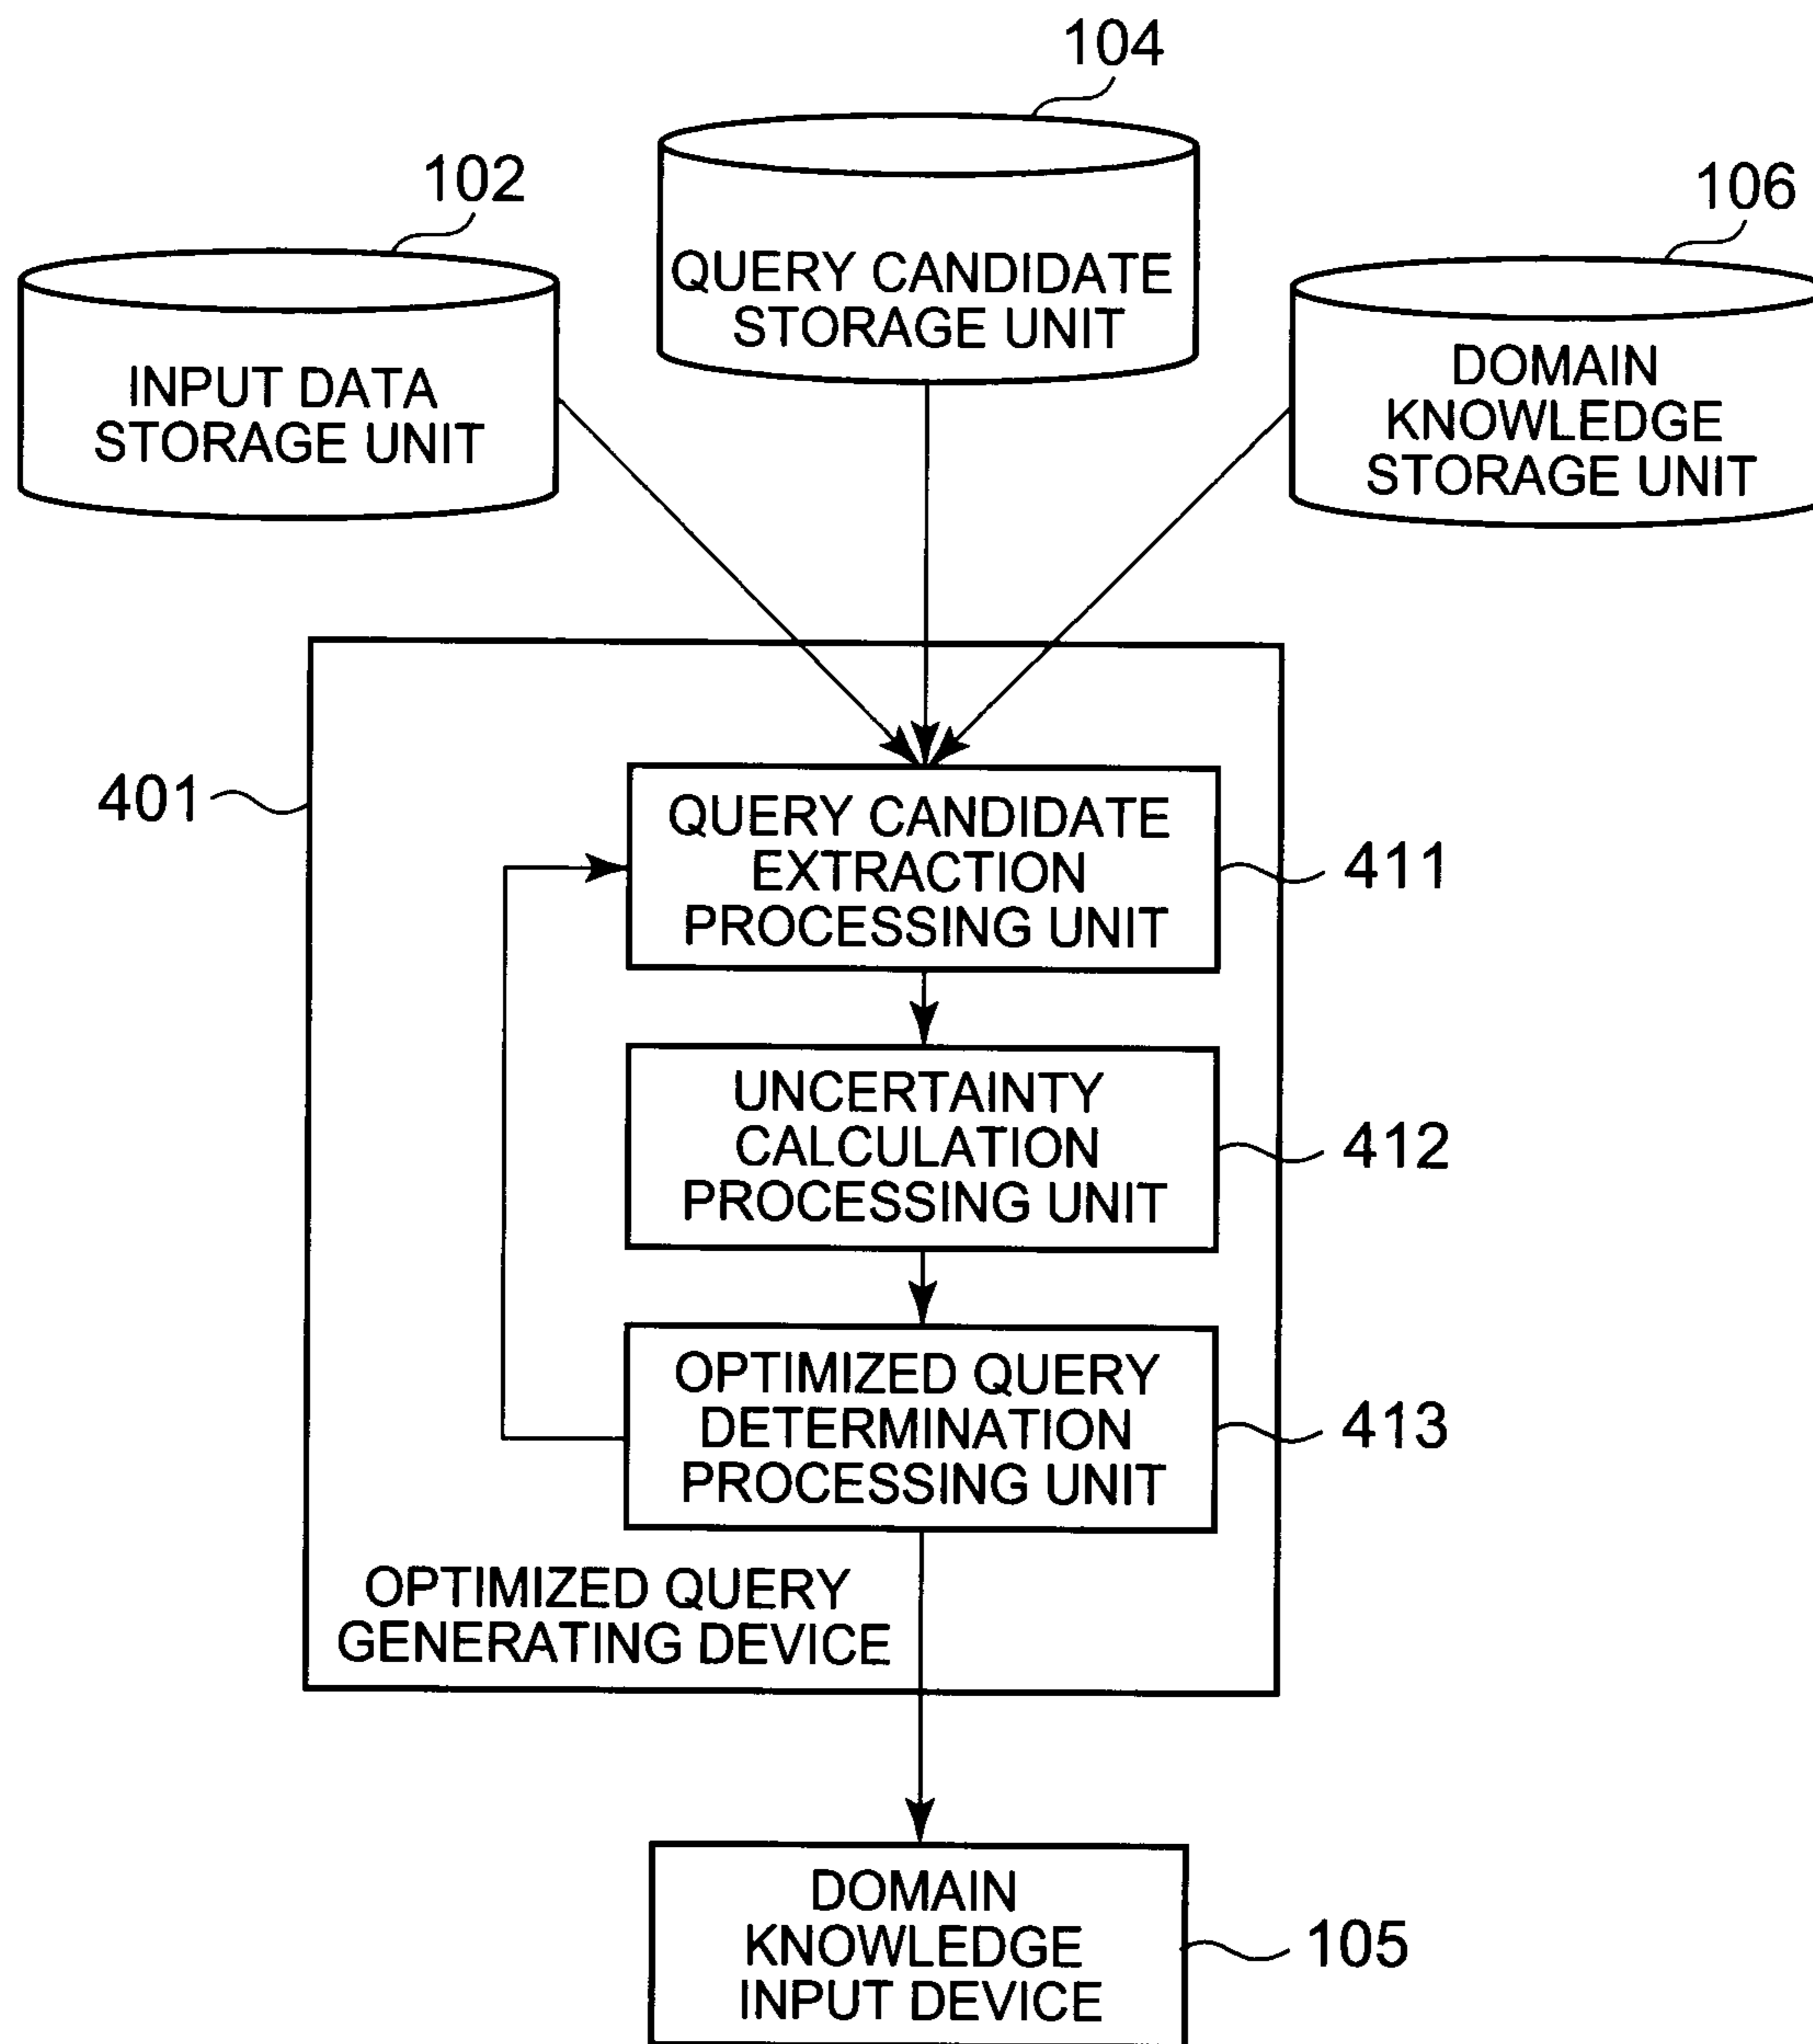 104
102
106
QUERY CANDIDATE
STORAGE UNIT
INPUT DATA
STORAGE UNIT
DOMAIN
KNOWLEDGE
STORAGE UNIT
401
QUERY CANDIDATE
EXTRACTION
PROCESSING UNIT
411
UNCERTAINTY
CALCULATION
PROCESSING UNIT
412
OPTIMIZED QUERY
DETERMINATION
PROCESSING UNIT
413
OPTIMIZED QUERY
GENERATING DEVICE
DOMAIN
KNOWLEDGE
INPUT DEVICE
105